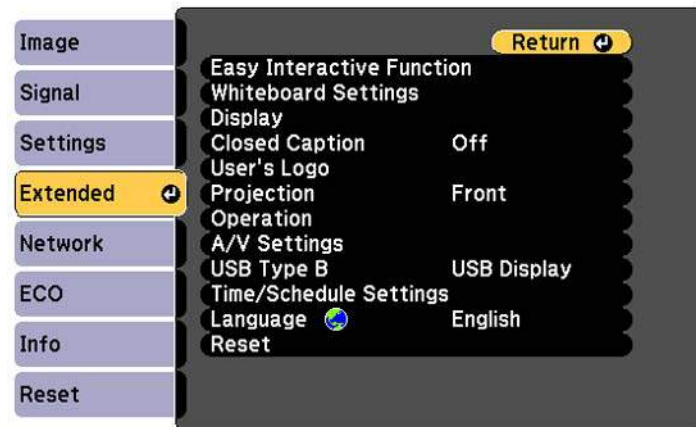 Image
Signal
Settings
Extended
Network
ECO
Info
Reset
Return
Easy Interactive Function
Whiteboard Settings
Display
Closed Caption Off
User's Logo
Projection Front
Operation
A/V Settings
USB Type B USB Display
Time/Schedule Settings
Language English
Reset